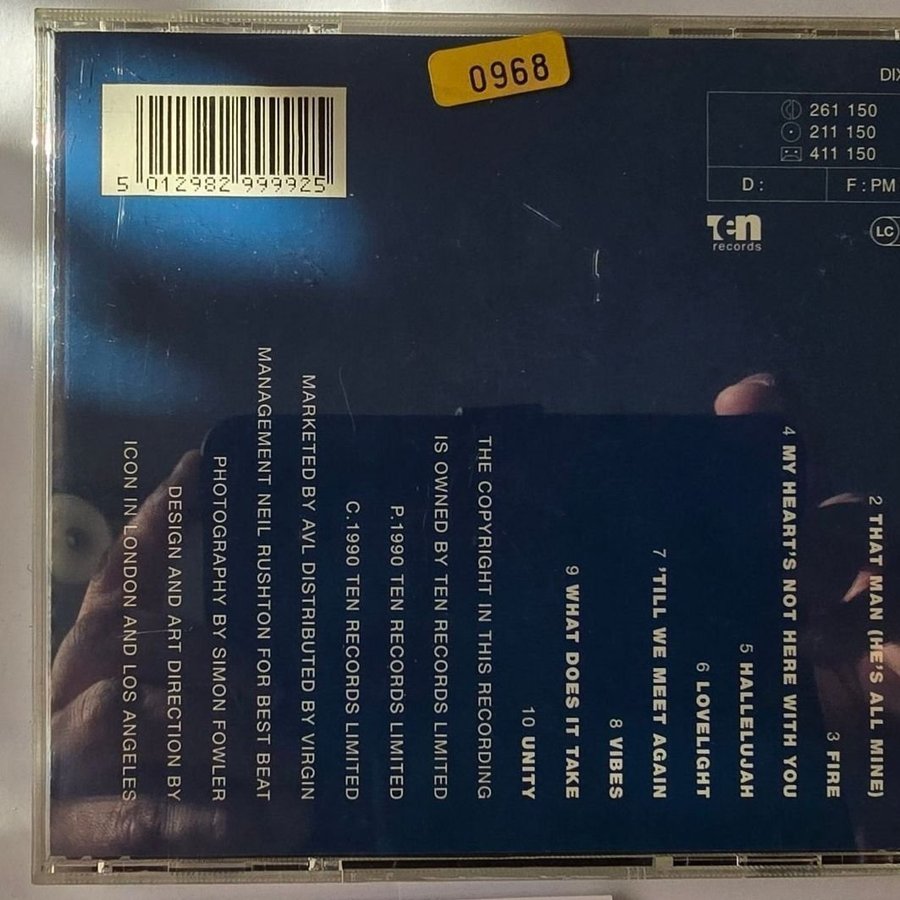 0968
DIX
261 150
211 150
411 150
D :
F : PM
5 012982 999925
TEN
records
LC
2 THAT MAN (HE'S ALL MINE)
3 FIRE
4 MY HEART'S NOT HERE WITH YOU
5 HALLELUJAH
6 LOVELIGHT
7 'TILL WE MEET AGAIN
8 VIBES
9 WHAT DOES IT TAKE
10 UNITY
THE COPYRIGHT IN THIS RECORDING
IS OWNED BY TEN RECORDS LIMITED
P.1990 TEN RECORDS LIMITED
C.1990 TEN RECORDS LIMITED
MARKETED BY AVL DISTRIBUTED BY VIRGIN
MANAGEMENT NEIL RUSHTON FOR BEST BEAT
PHOTOGRAPHY BY SIMON FOWLER
DESIGN AND ART DIRECTION BY
ICON IN LONDON AND LOS ANGELES